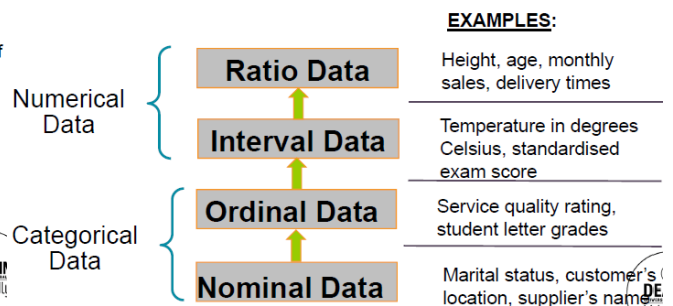 EXAMPLES:
Ratio Data
Height, age, monthly
sales, delivery times
Numerical
Data
Interval Data
Temperature in degrees
Celsius, standardised
exam score
Ordinal Data
Service quality rating,
student letter grades
Categorical
Data
Nominal Data
Marital status, customer's
location, supplier's name